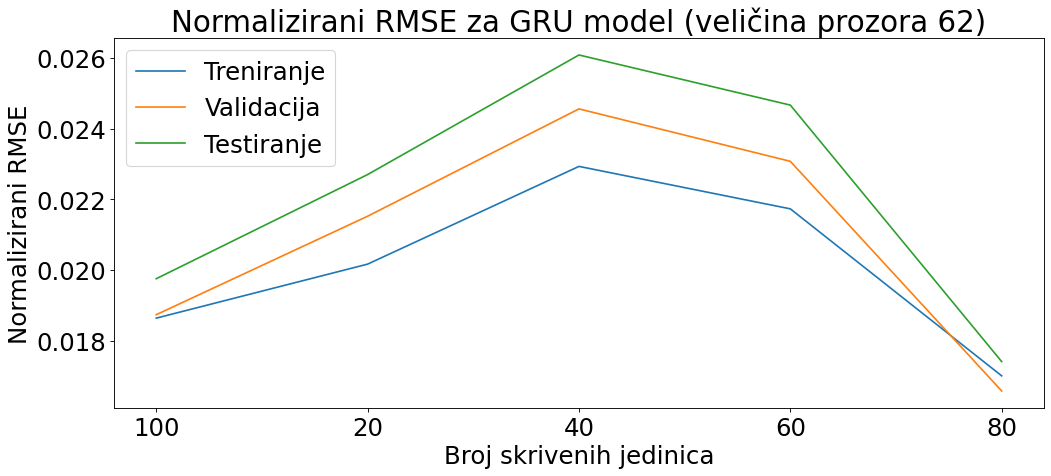 Normalizirani RMSE za GRU model (veličina prozora 62)
Treniranje
Validacija
Testiranje
Normalizirani RMSE
0.026
0.024
0.022
0.020
0.018
100 20 40 60 80
Broj skrivenih jedinica